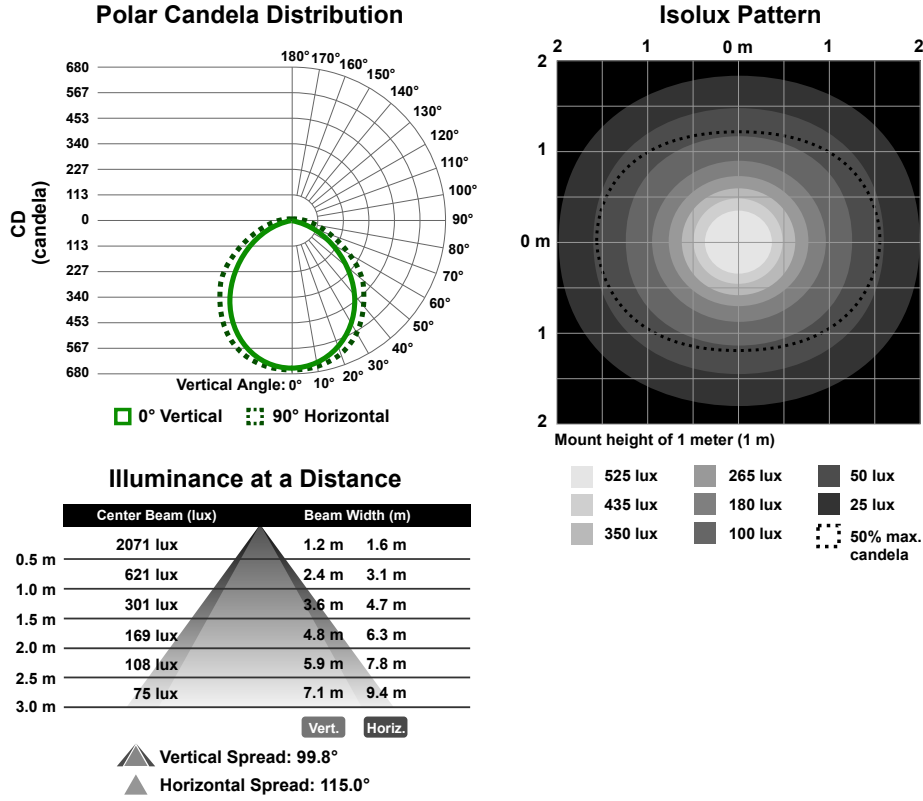 Polar Candela Distribution
680
567
453
340
227
113
0
113
227
340
453
567
680
CD
(candela)
180° 170° 160°
150°
140°
130°
120°
110°
100°
90°
80°
70°
60°
50°
40°
30°
20°
10°
Vertical Angle: 0°
0° Vertical
90° Horizontal
Isolux Pattern
2 1 0 m 1 2
2
1
0 m
1
2
Mount height of 1 meter (1 m)
525 lux 265 lux 50 lux
435 lux 180 lux 25 lux
350 lux 100 lux 50% max.
candela
Illuminance at a Distance
Center Beam (lux) Beam Width (m)
2071 lux 1.2 m 1.6 m
0.5 m
621 lux 2.4 m 3.1 m
1.0 m
301 lux 3.6 m 4.7 m
1.5 m
169 lux 4.8 m 6.3 m
2.0 m
108 lux 5.9 m 7.8 m
2.5 m
75 lux 7.1 m 9.4 m
3.0 m
Vert. Horiz.
Vertical Spread: 99.8°
Horizontal Spread: 115.0°